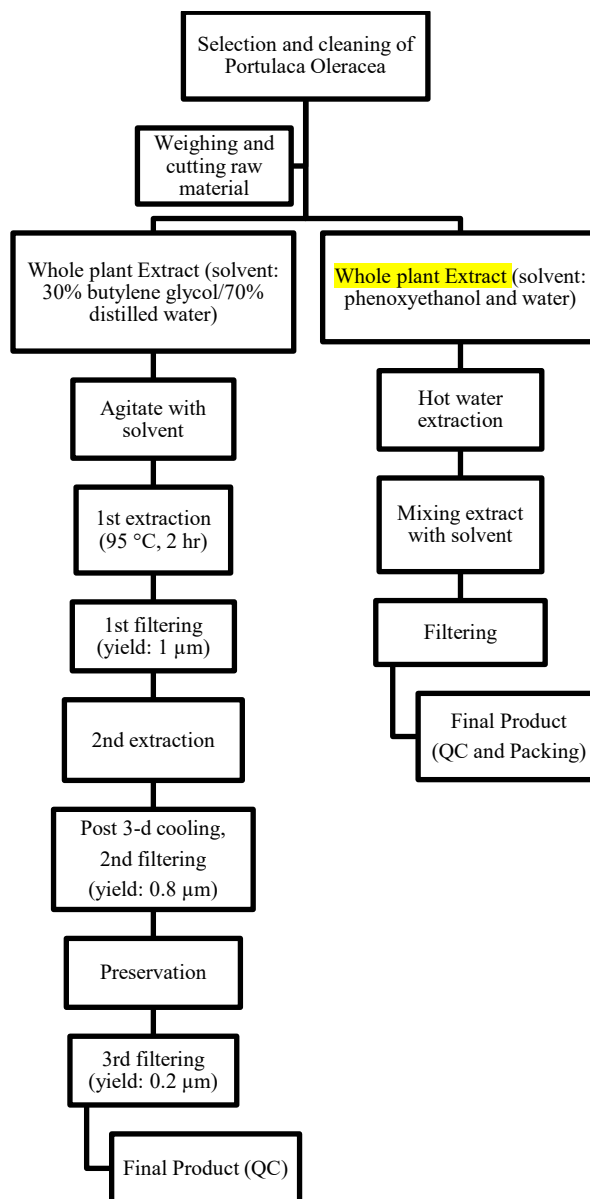 Selection and cleaning of
Portulaca Oleracea
Weighing and
cutting raw
material
Whole plant Extract (solvent:
30% butylene glycol/70%
distilled water)
Agitate with
solvent
1st extraction
(95 °C, 2 hr)
1st filtering
(yield: 1 µm)
2nd extraction
Post 3-d cooling,
2nd filtering
(yield: 0.8 µm)
Preservation
3rd filtering
(yield: 0.2 µm)
Final Product (QC)
Whole plant Extract (solvent:
phenoxyethanol and water)
Hot water
extraction
Mixing extract
with solvent
Filtering
Final Product
(QC and Packing)